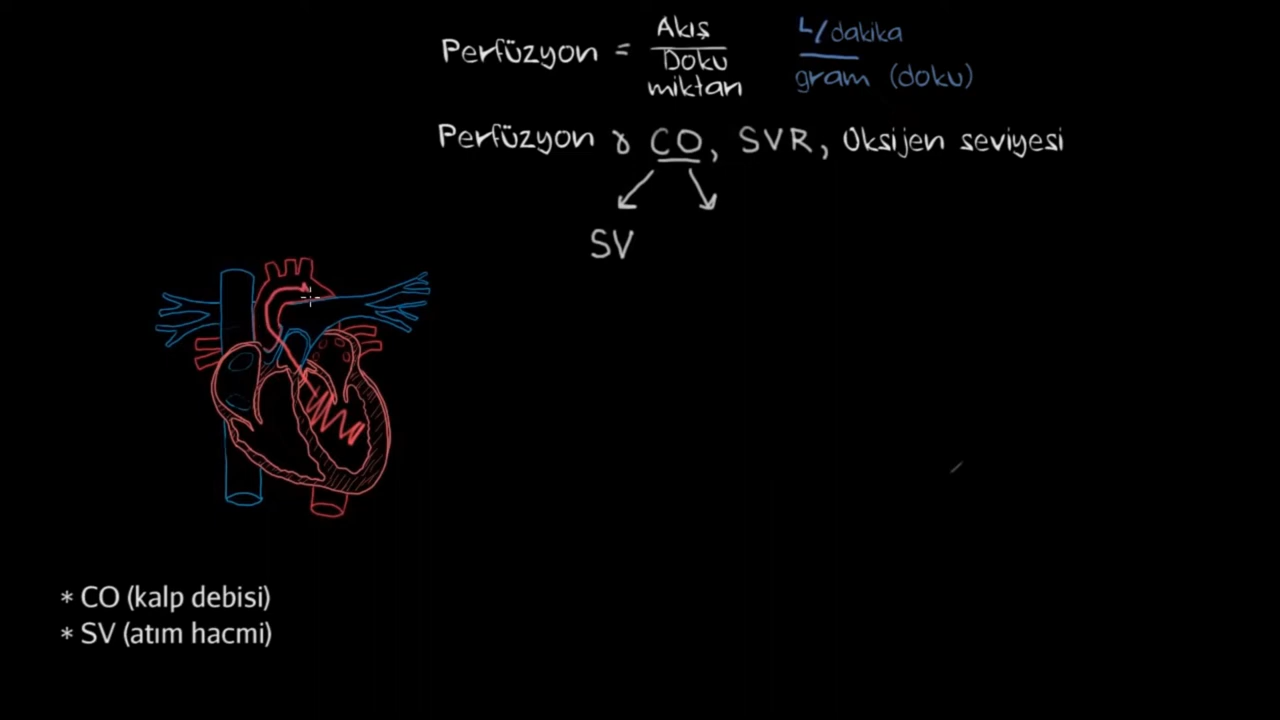 Perfüzyon = Akış
Doku
miktarı
L/dakika
gram (doku)
Perfüzyon ɣ CO, SVR, Oksijen seviyesi
SV
* CO (kalp debisi)
* SV (atım hacmi)